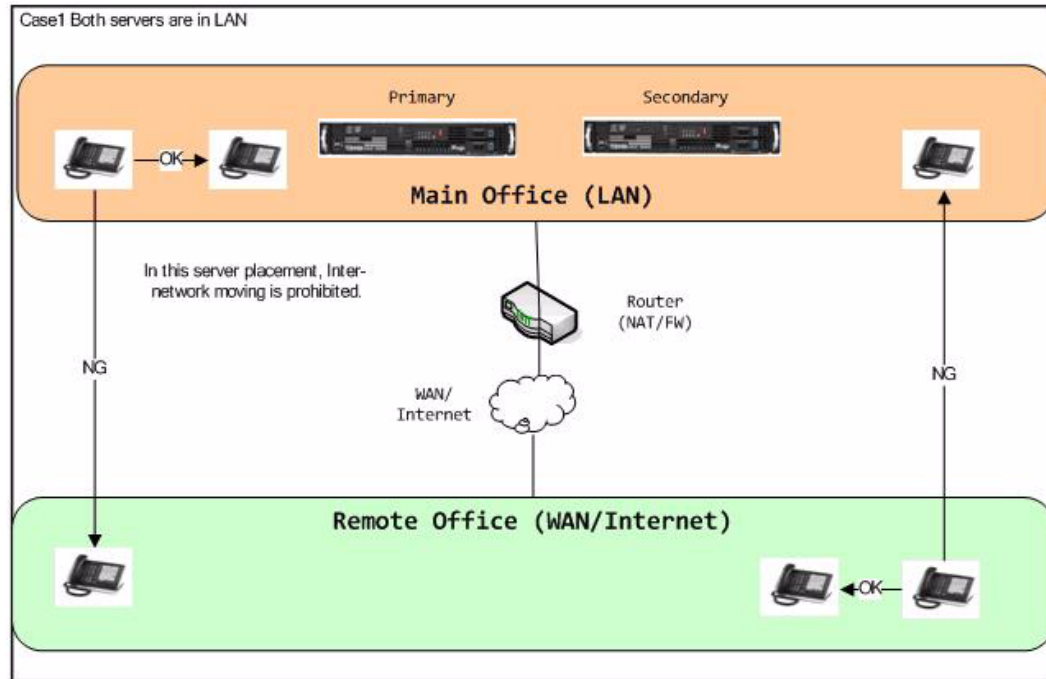 Case1 Both servers are in LAN
Primary
Secondary
OK
Main Office (LAN)
In this server placement, Inter-
network moving is prohibited.
Router
(NAT/FW)
NG
NG
WAN/
Internet
Remote Office (WAN/Internet)
OK